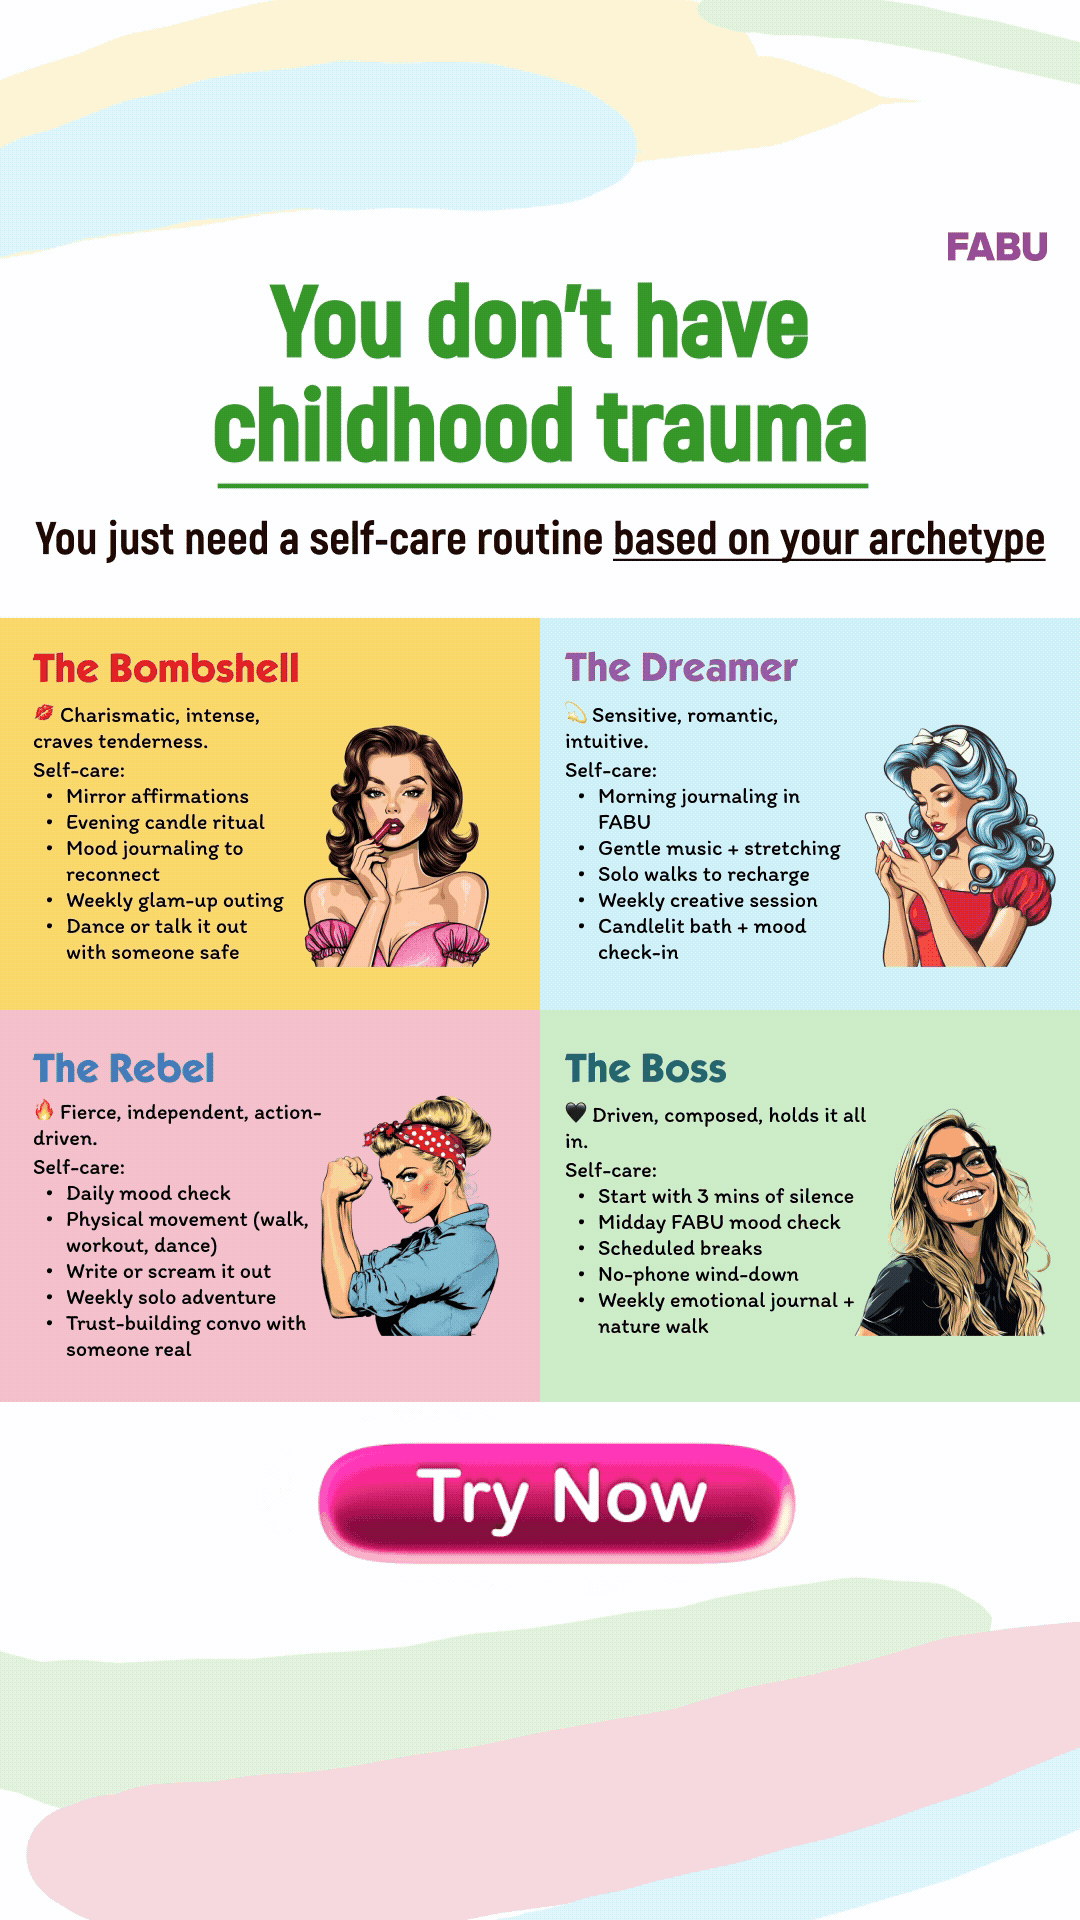 FABU
You don't have
childhood trauma
You just need a self-care routine based on your archetype
The Bombshell
💋 Charismatic, intense,
craves tenderness.
Self-care:
• Mirror affirmations
• Evening candle ritual
• Mood journaling to
reconnect
• Weekly glam-up outing
• Dance or talk it out
with someone safe
The Dreamer
💫 Sensitive, romantic,
intuitive.
Self-care:
• Morning journaling in
FABU
• Gentle music + stretching
• Solo walks to recharge
• Weekly creative session
• Candlelit bath + mood
check-in
The Rebel
🔥 Fierce, independent, action-
driven.
Self-care:
• Daily mood check
• Physical movement (walk,
workout, dance)
• Write or scream it out
• Weekly solo adventure
• Trust-building convo with
someone real
The Boss
🖤 Driven, composed, holds it all
in.
Self-care:
• Start with 3 mins of silence
• Midday FABU mood check
• Scheduled breaks
• No-phone wind-down
• Weekly emotional journal +
nature walk
Try Now